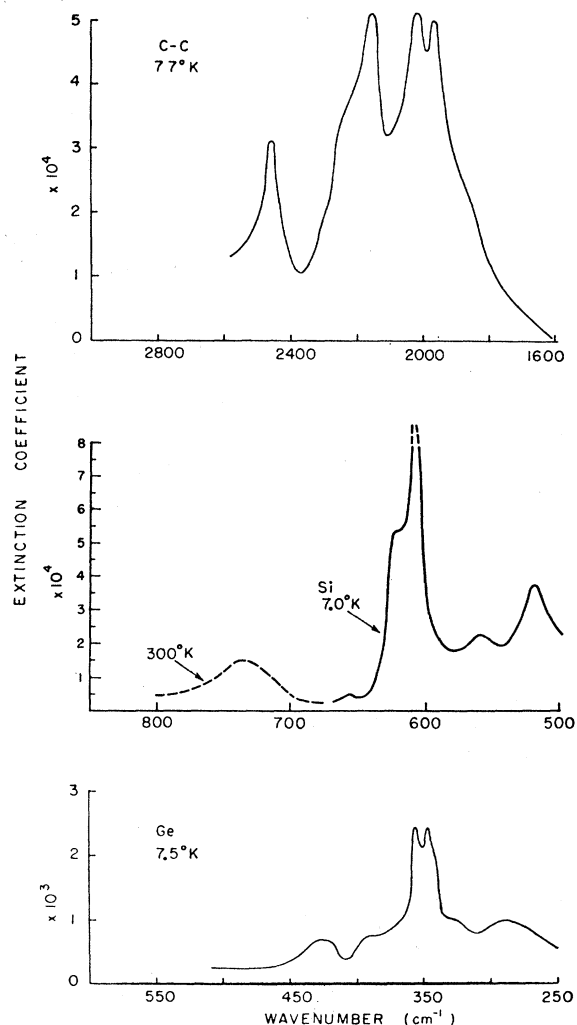 C-C
77°K
5
4
3
2
1
0
x 10⁴
2800 2400 2000 1600
EXTINCTION COEFFICIENT
8
7
6
5
4
3
2
1
x10⁴
Si
7.0°K
300°K
800 700 600 500
3
2
1
0
x 10³
Ge
7.5°K
550 450 350 250
WAVENUMBER (cm⁻¹)